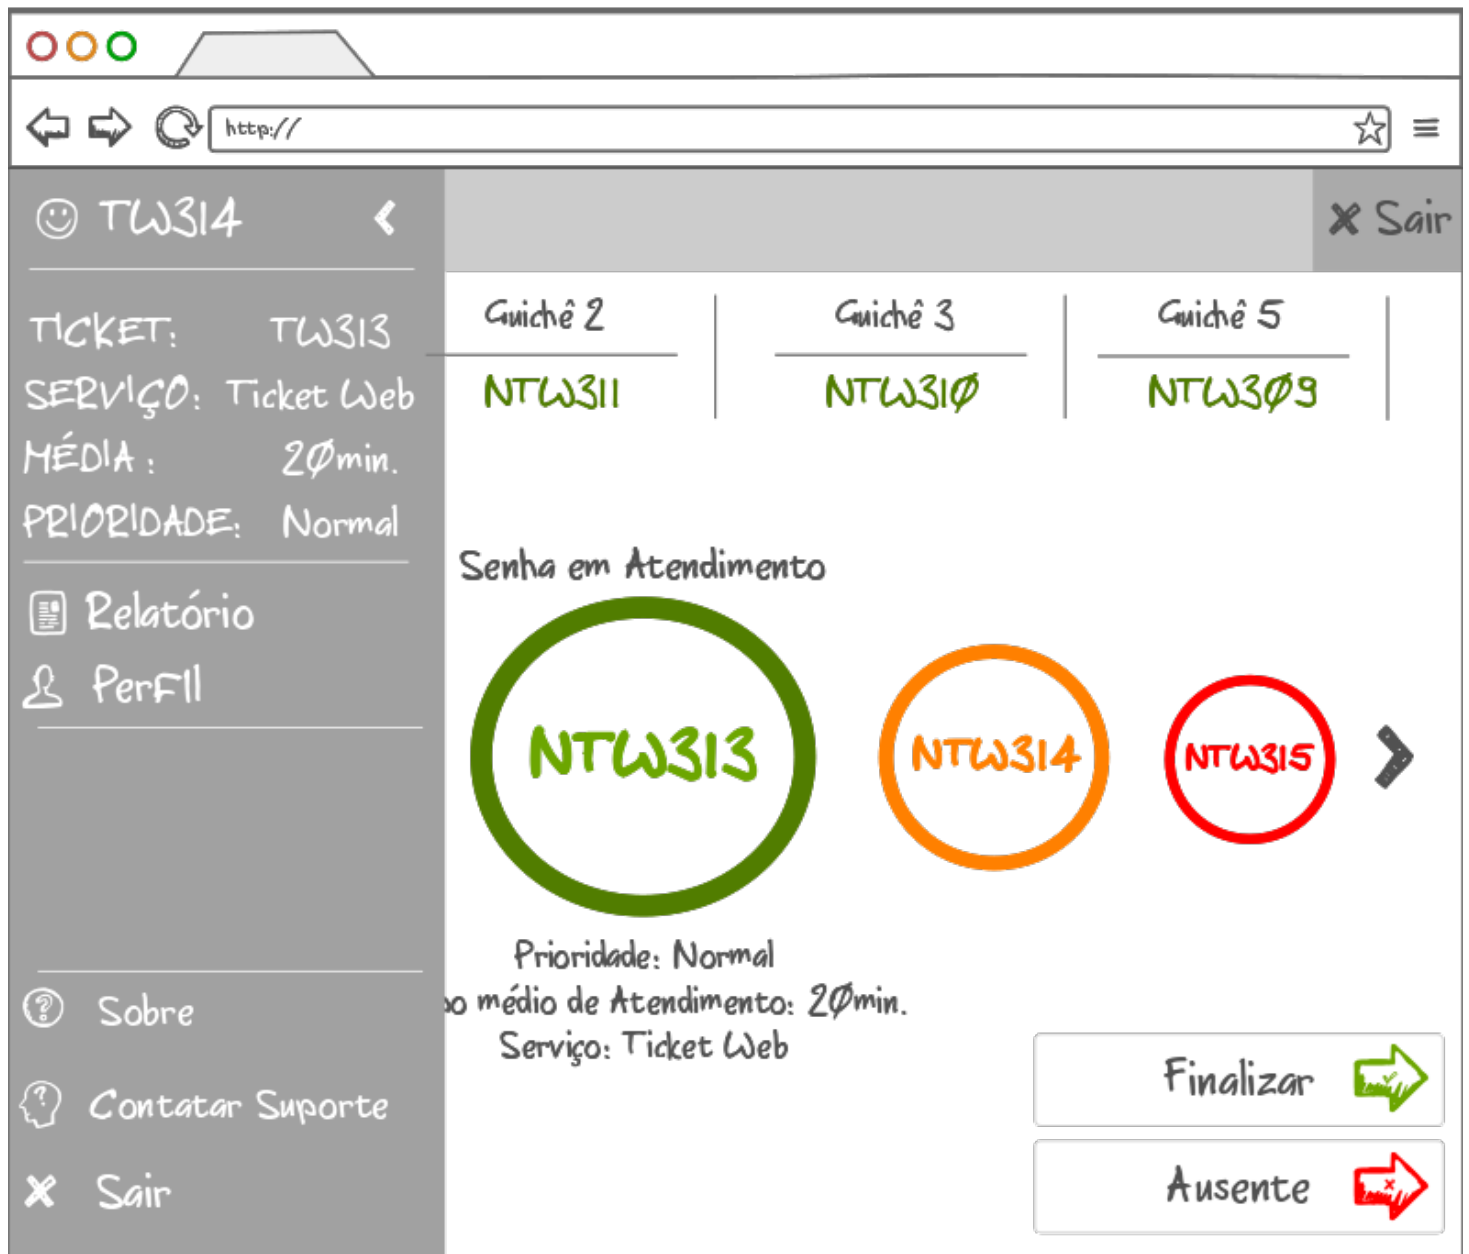 http://
TW314
Sair
TICKET: TW313
SERVIÇO: Ticket Web
MÉDIA : 20min.
PRIORIDADE: Normal
Relatório
Perfil
Sobre
Contatar Suporte
Sair
Guichê 2
NTW311
Guichê 3
NTW310
Guichê 5
NTW309
Senha em Atendimento
NTW313
NTW314
NTW315
Prioridade: Normal
po médio de Atendimento: 20min.
Serviço: Ticket Web
Finalizar
Ausente